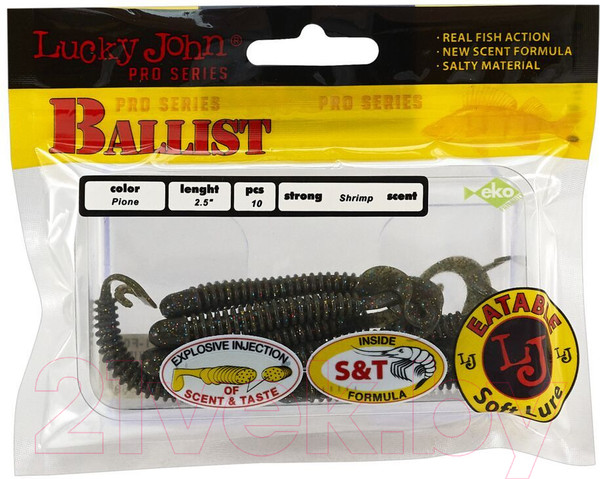 Lucky John®
PRO SERIES
• REAL FISH ACTION
• NEW SCENT FORMULA
• SALTY MATERIAL
PRO SERIES
PRO SERIES
BALLIST
color
Pione
lenght
2.5"
pcs
10
strong Shrimp scent
eko
EXPLOSIVE INJECTION
OF
SCENT & TASTE
INSIDE
S&T
FORMULA
EATABLE
LJ LJ LJ
Soft Lure
21vek.by